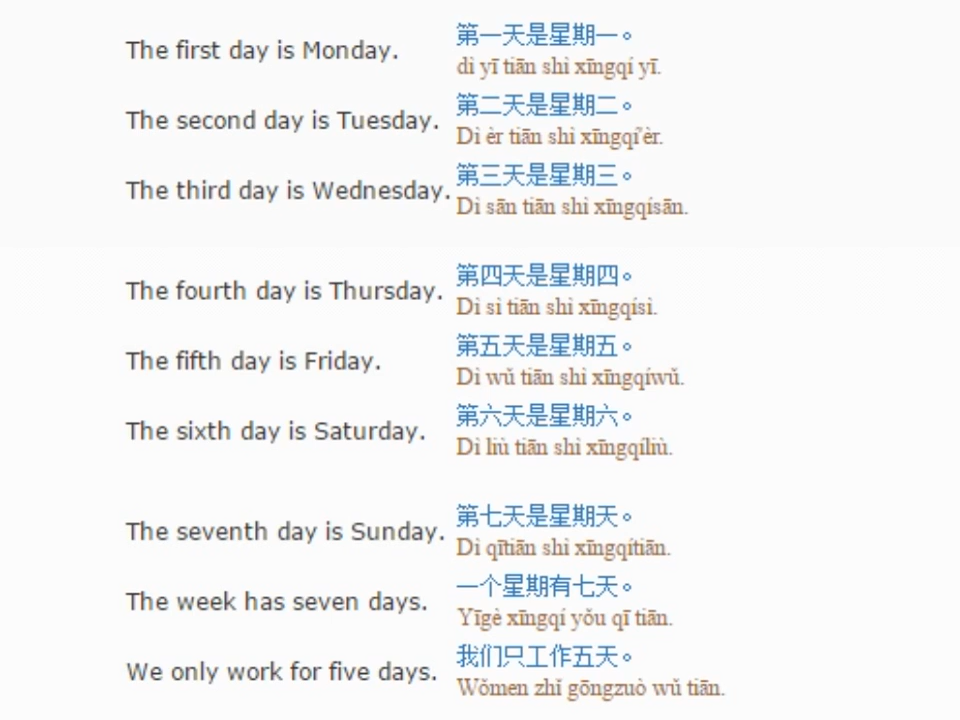 The first day is Monday.
第一天是星期一。
dì yī tiān shì xīngqí yī.
The second day is Tuesday.
第二天是星期二。
Dì èr tiān shì xīngqí'èr.
The third day is Wednesday.
第三天是星期三。
Dì sān tiān shì xīngqísān.
The fourth day is Thursday.
第四天是星期四。
Dì sì tiān shì xīngqísì.
The fifth day is Friday.
第五天是星期五。
Dì wǔ tiān shì xīngqíwǔ.
The sixth day is Saturday.
第六天是星期六。
Dì liù tiān shì xīngqíliù.
The seventh day is Sunday.
第七天是星期天。
Dì qītiān shì xīngqítiān.
The week has seven days.
一个星期有七天。
Yīgè xīngqí yǒu qī tiān.
We only work for five days.
我们只工作五天。
Wǒmen zhǐ gōngzuò wǔ tiān.